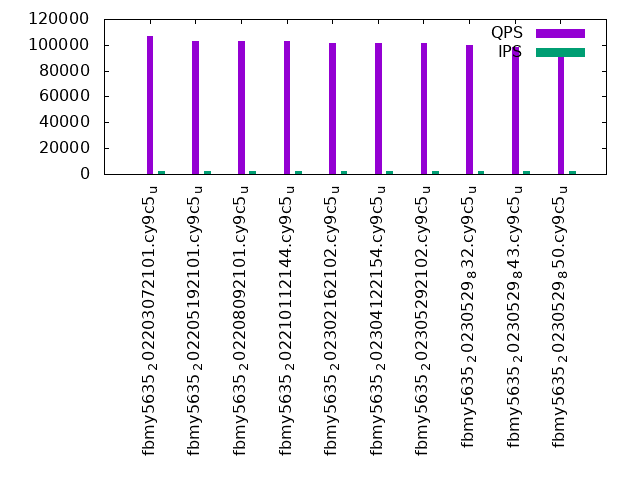 120000
100000
80000
60000
40000
20000
0
QPS
IPS
fbmy5635₂02203072101.cy9c5ᵤ
fbmy5635₂02205192101.cy9c5ᵤ
fbmy5635₂02208092101.cy9c5ᵤ
fbmy5635₂02210112144.cy9c5ᵤ
fbmy5635₂02302162102.cy9c5ᵤ
fbmy5635₂02304122154.cy9c5ᵤ
fbmy5635₂02305292102.cy9c5ᵤ
fbmy5635₂0230529₈32.cy9c5ᵤ
fbmy5635₂0230529₈43.cy9c5ᵤ
fbmy5635₂0230529₈50.cy9c5ᵤ